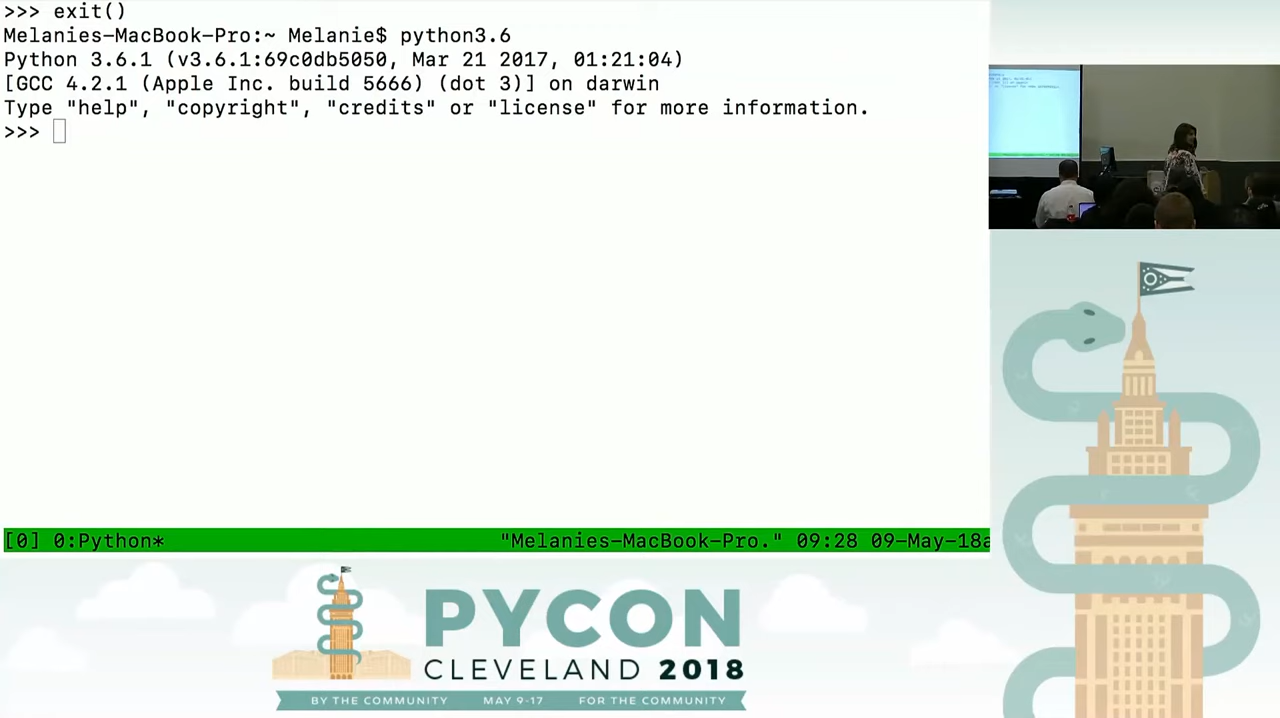 >>> exit()
Melanies-MacBook-Pro:~ Melanie$ python3.6
Python 3.6.1 (v3.6.1:69c0db5050, Mar 21 2017, 01:21:04)
[GCC 4.2.1 (Apple Inc. build 5666) (dot 3)] on darwin
Type "help", "copyright", "credits" or "license" for more information.
>>>
[0] 0:Python* "Melanies-MacBook-Pro." 09:28 09-May-18
PYCON
CLEVELAND 2018
BY THE COMMUNITY MAY 9-17 FOR THE COMMUNITY